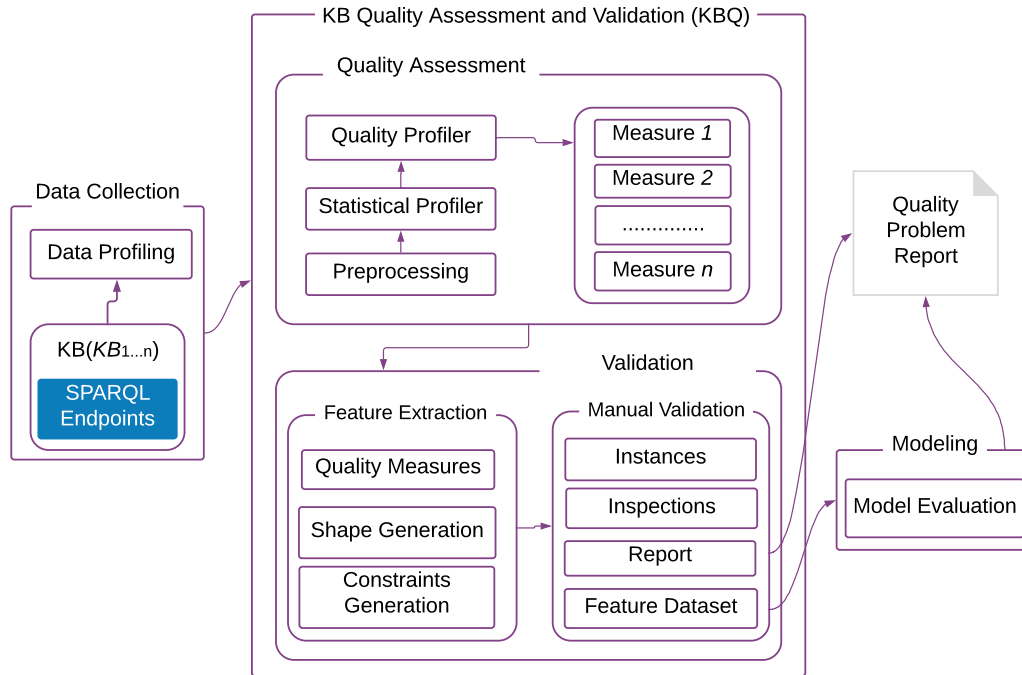 KB Quality Assessment and Validation (KBQ)
Quality Assessment
Quality Profiler
Statistical Profiler
Preprocessing
Measure 1
Measure 2
..............
Measure n
Data Collection
Data Profiling
KB(KB1...n)
SPARQL
Endpoints
Validation
Feature Extraction
Quality Measures
Shape Generation
Constraints
Generation
Manual Validation
Instances
Inspections
Report
Feature Dataset
Quality
Problem
Report
Modeling
Model Evaluation